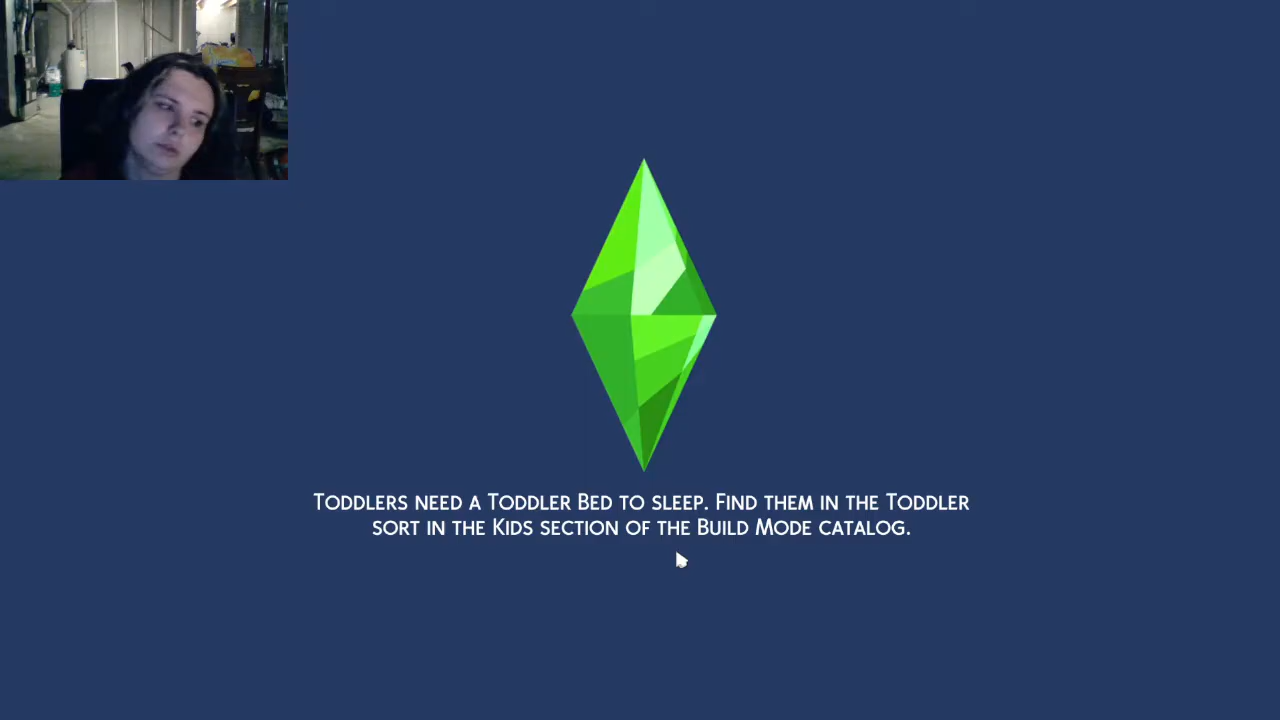 Toddlers need a Toddler Bed to sleep. Find them in the Toddler
sort in the Kids section of the Build Mode catalog.